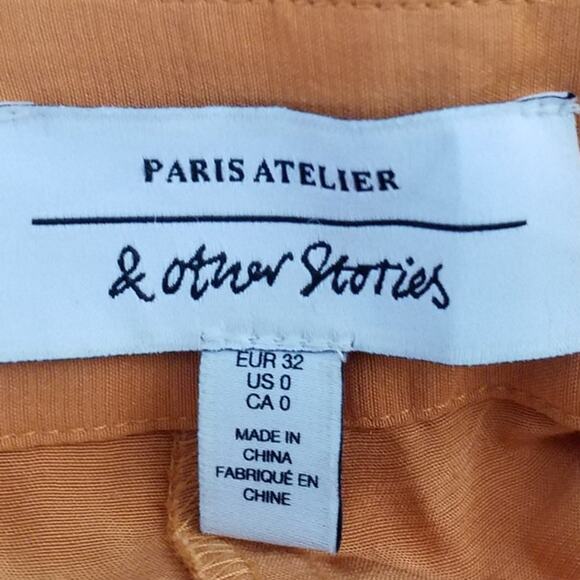 PARIS ATELIER
& other Stories
EUR 32
US 0
CA 0
MADE IN
CHINA
FABRIQUÉ EN
CHINE